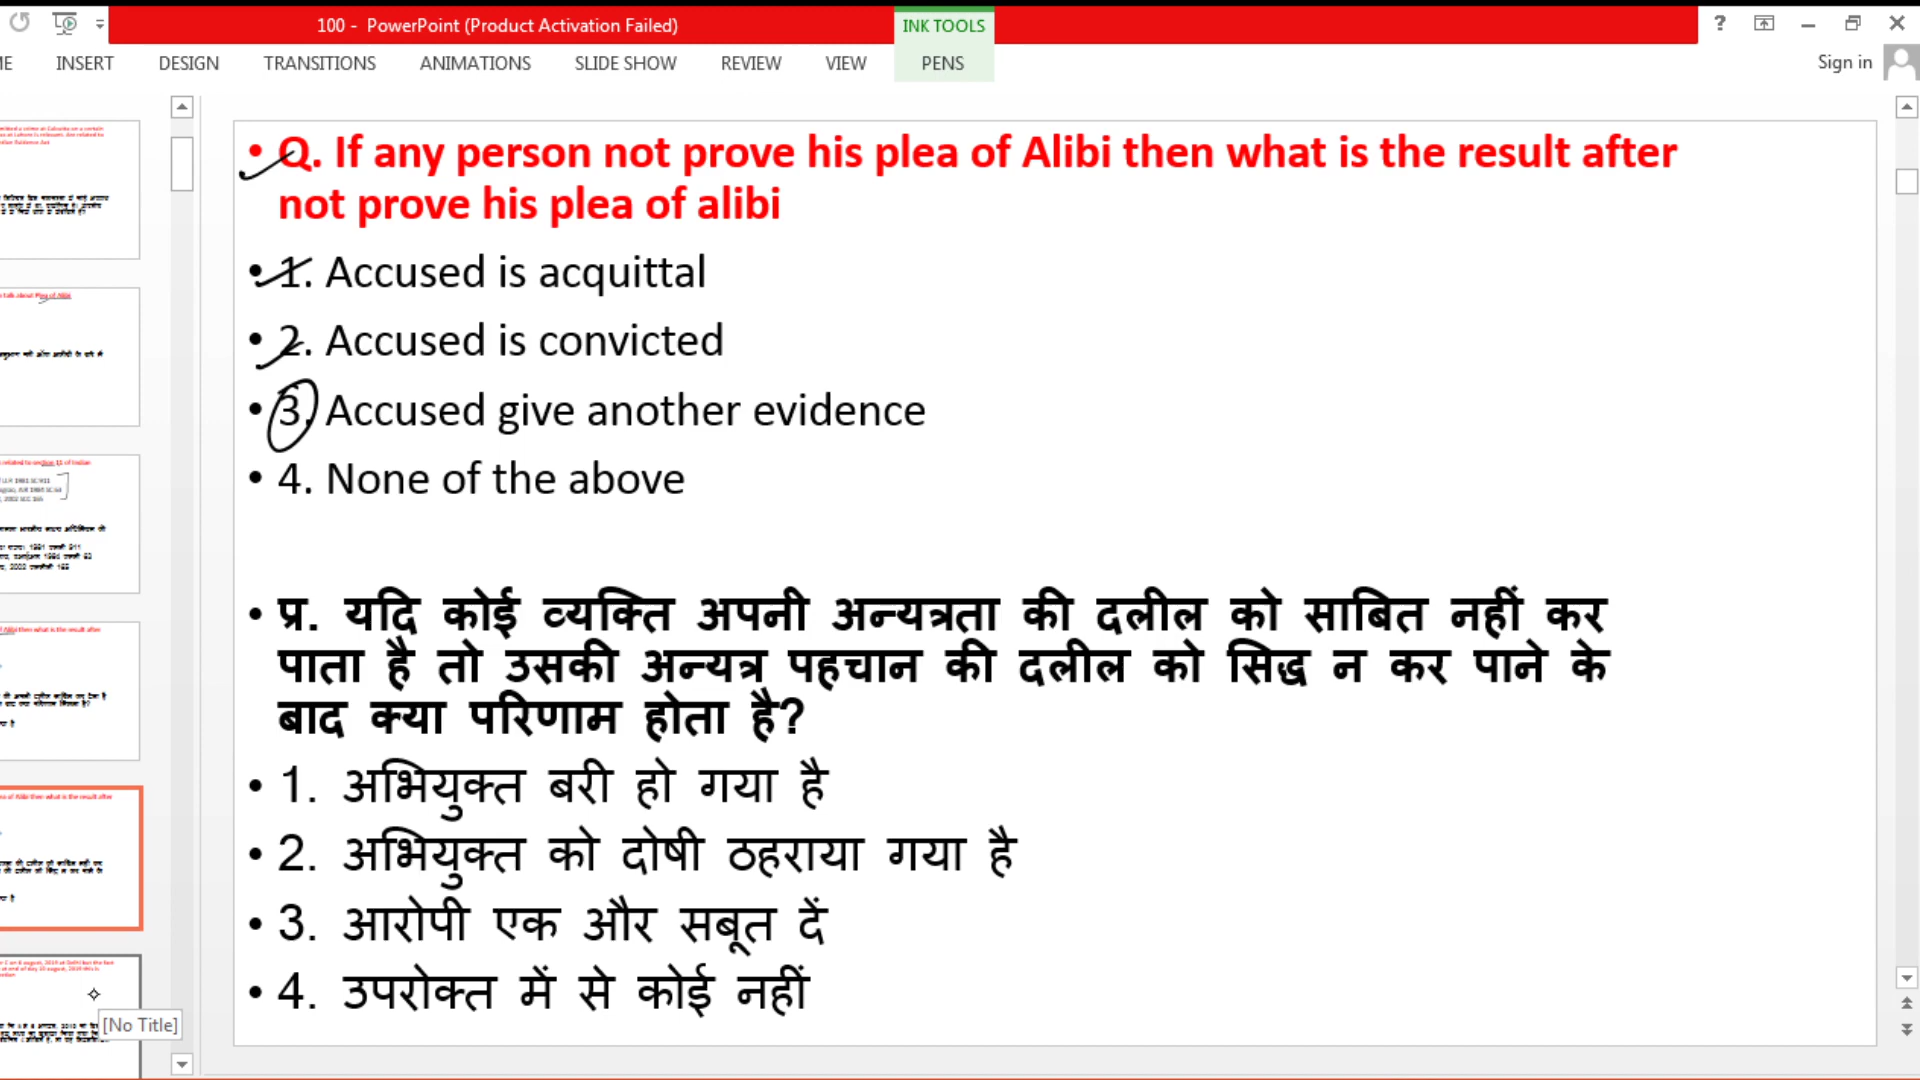 100 - PowerPoint (Product Activation Failed)
INK TOOLS
INSERT DESIGN TRANSITIONS ANIMATIONS SLIDE SHOW REVIEW VIEW PENS
Sign in
• Q. If any person not prove his plea of Alibi then what is the result after
not prove his plea of alibi
• 1. Accused is acquittal
• 2. Accused is convicted
• 3. Accused give another evidence
• 4. None of the above
• प्र. यदि कोई व्यक्ति अपनी अन्यत्रता की दलील को साबित नहीं कर
पाता है तो उसकी अन्यत्र पहचान की दलील को सिद्ध न कर पाने के
बाद क्या परिणाम होता है?
• 1. अभियुक्त बरी हो गया है
• 2. अभियुक्त को दोषी ठहराया गया है
• 3. आरोपी एक और सबूत दें
• 4. उपरोक्त में से कोई नहीं
[No Title]